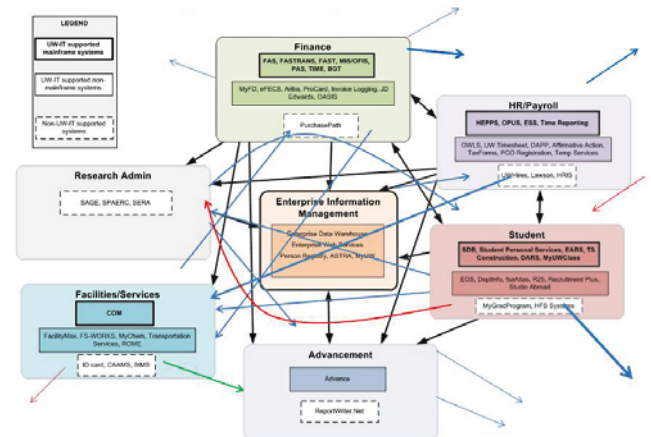 LEGEND
UW-IT supported
mainframe systems
UW-IT supported non-
mainframe systems
Non-UW-IT supported
systems
Finance
FAS, FASTRANS, FAST, MIS/OFIS,
PAS, TIME, BGT
MyFD, eFECS, Ariba, ProCard, Invoice Logging, JD
Edwards, OASIS
PurchasePath
HR/Payroll
HEPPS, OPUS, ESS, Time Reporting
OWLS, UW Timesheet, DAPP, Affirmative Action,
TaxForms, POD Registration, Temp Services
UWHires, Lawson, HRIS
Research Admin
SAGE, SPAERC, SERA
Enterprise Information
Management
Enterprise Data Warehouse
Enterprise Web Services
Person Registry, ASTRA, MyUW
Student
SDB, Student Personal Services, EARS, TS
Construction, DARS, MyUWClass
EOS, DeptInfo, R25, Recruitment Plus,
Studio Abroad
MyGradProgram, HFS Systems
Facilities/Services
COM
FacilityMax, FS-WORKS, MyChem, Transportation
Services, ROME
ID card, CAAMS, SIMS
Advancement
Advance
ReportWriter.Net